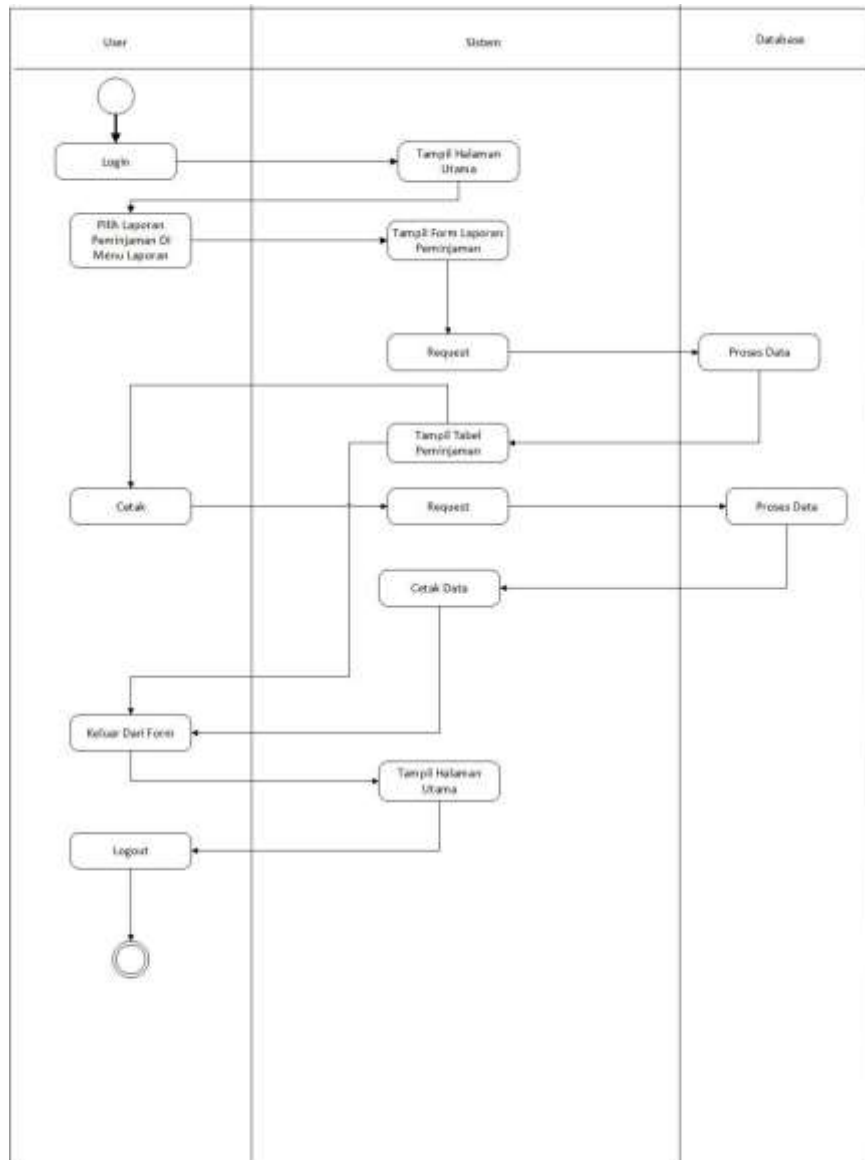 User
Sistem
Database
Login
Tampil Halaman
Utama
Pilih Laporan
Peminjaman Di
Menu Laporan
Tampil Form Laporan
Peminjaman
Request
Proses Data
Tampil Tabel
Peminjaman
Cetak
Request
Proses Data
Cetak Data
Keluar Dari Form
Tampil Halaman
Utama
Logout